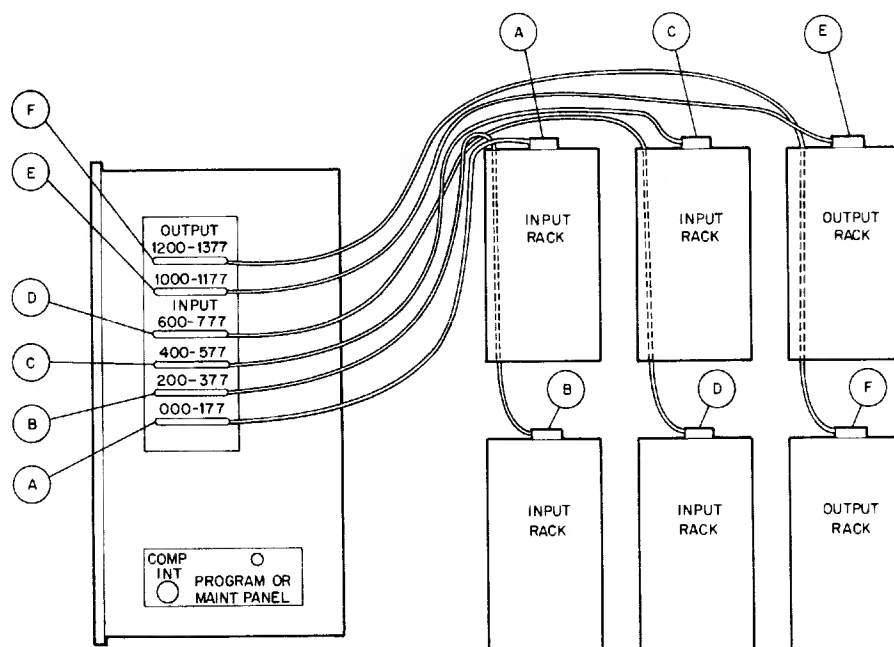 A
C
E
F
E
D
C
B
A
OUTPUT
1200-1377
1000-1177
INPUT
600-777
400-577
200-377
000-177
COMP
INT
PROGRAM OR
MAINT PANEL
INPUT
RACK
INPUT
RACK
OUTPUT
RACK
B
D
F
INPUT
RACK
INPUT
RACK
OUTPUT
RACK